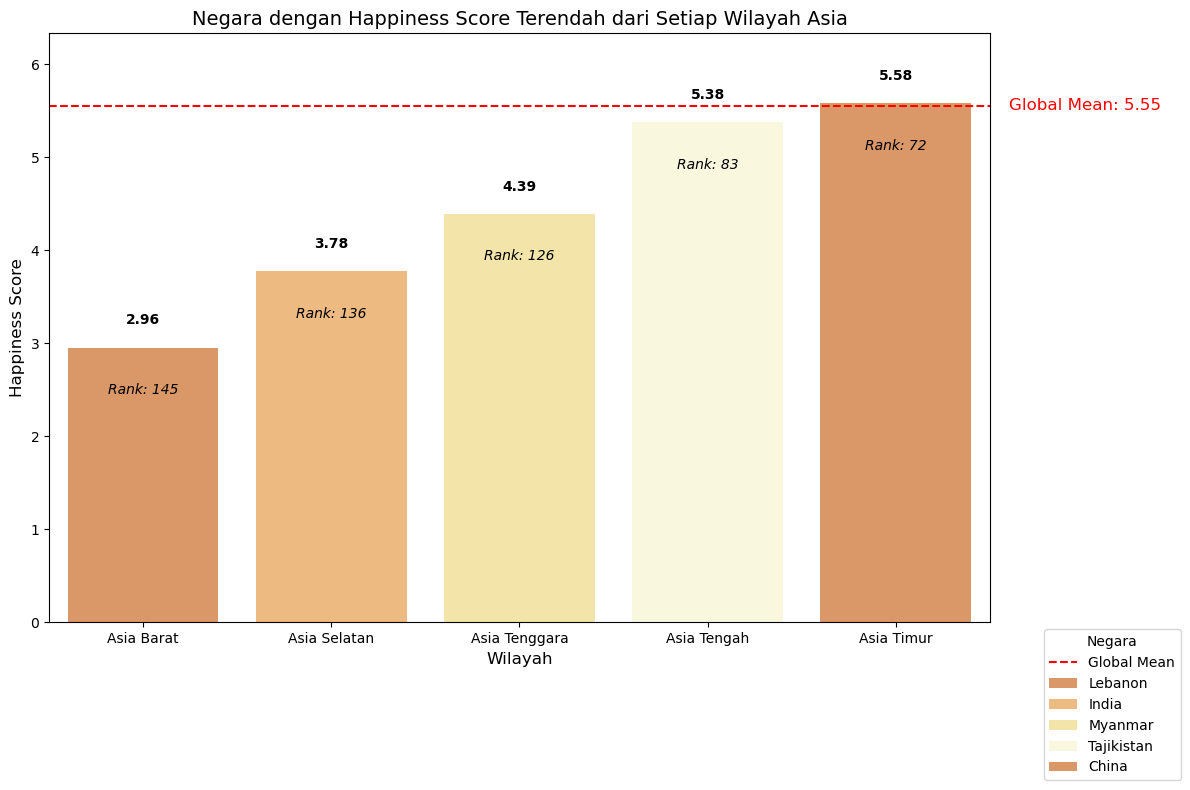 Negara dengan Happiness Score Terendah dari Setiap Wilayah Asia
Happiness Score
6
5
4
3
2
1
0
2.96
Rank: 145
3.78
Rank: 136
4.39
Rank: 126
5.38
Rank: 83
5.58
Rank: 72
Global Mean: 5.55
Asia Barat
Asia Selatan
Asia Tenggara
Asia Tengah
Asia Timur
Wilayah
Negara
Global Mean
Lebanon
India
Myanmar
Tajikistan
China